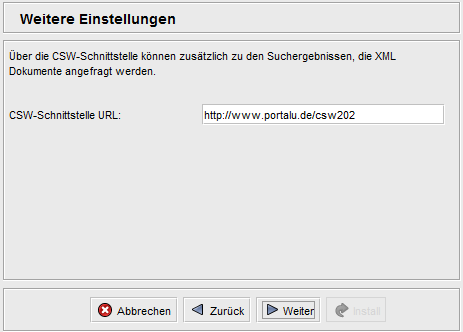 Weitere Einstellungen
Über die CSW-Schnittstelle können zusätzlich zu den Suchergebnissen, die XML
Dokumente angefragt werden.
CSW-Schnittstelle URL: http://www.portalu.de/csw202
Abbrechen Zurück Weiter Install